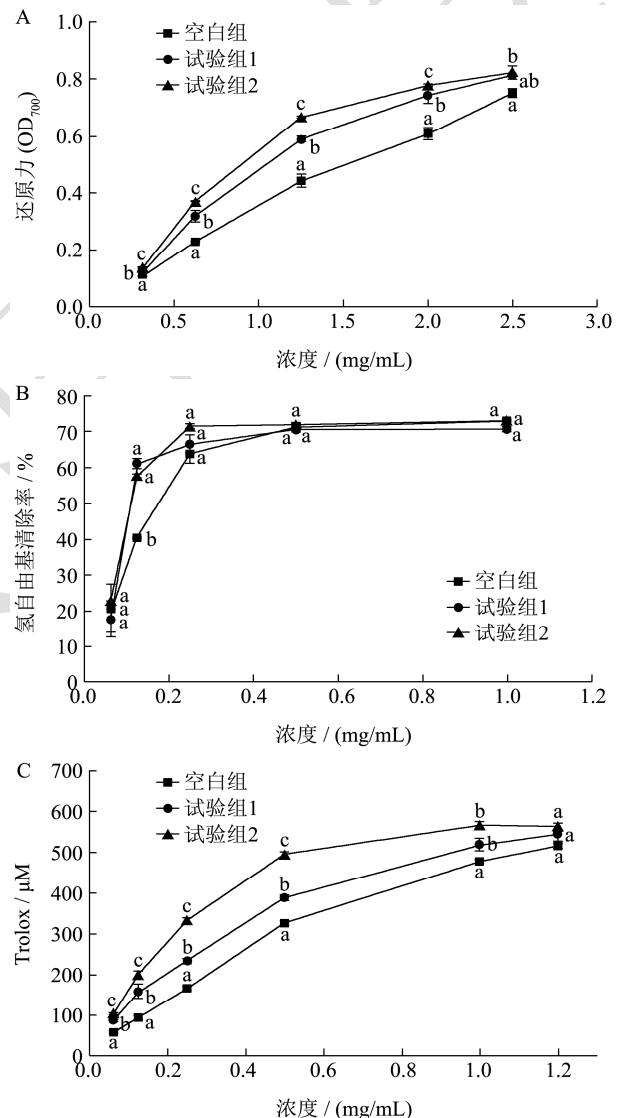 A
空白组
试验组1
试验组2
还原力 (OD700)
1.0
0.8
0.6
0.4
0.2
0.0
c
b
a
c
b
a
c
b
a
c
b
a
b
ab
a
0.0 0.5 1.0 1.5 2.0 2.5 3.0
浓度 / (mg/mL)
B
氢自由基清除率 / %
80
70
60
50
40
30
20
10
0
a
a
a
a
a
b
a
a
a
a
a
a
a
a
a
空白组
试验组1
试验组2
0.0 0.2 0.4 0.6 0.8 1.0 1.2
浓度 / (mg/mL)
C
空白组
试验组1
试验组2
Trolox / μM
700
600
500
400
300
200
100
0
c
b
a
c
b
a
c
b
a
c
b
a
b
b
a
a
a
a
0.0 0.2 0.4 0.6 0.8 1.0 1.2
浓度 / (mg/mL)